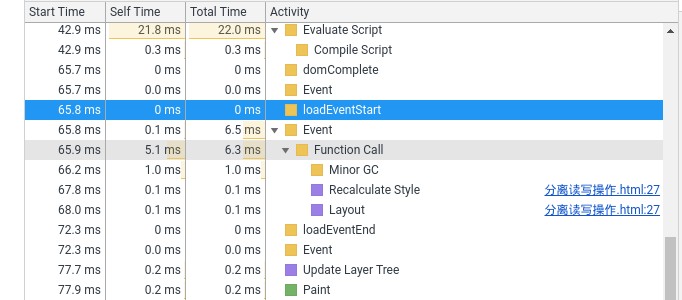 Start Time Self Time Total Time Activity
42.9 ms 21.8 ms 22.0 ms Evaluate Script
42.9 ms 0.3 ms 0.3 ms Compile Script
65.7 ms 0 ms 0 ms domComplete
65.7 ms 0.0 ms 0.0 ms Event
65.8 ms 0 ms 0 ms loadEventStart
65.8 ms 0.1 ms 6.5 ms Event
65.9 ms 5.1 ms 6.3 ms Function Call
66.2 ms 1.0 ms 1.0 ms Minor GC
67.8 ms 0.1 ms 0.1 ms Recalculate Style 分离读写操作.html:27
68.0 ms 0.1 ms 0.1 ms Layout 分离读写操作.html:27
72.3 ms 0 ms 0 ms loadEventEnd
72.3 ms 0.0 ms 0.0 ms Event
77.7 ms 0.2 ms 0.2 ms Update Layer Tree
77.9 ms 0.2 ms 0.2 ms Paint